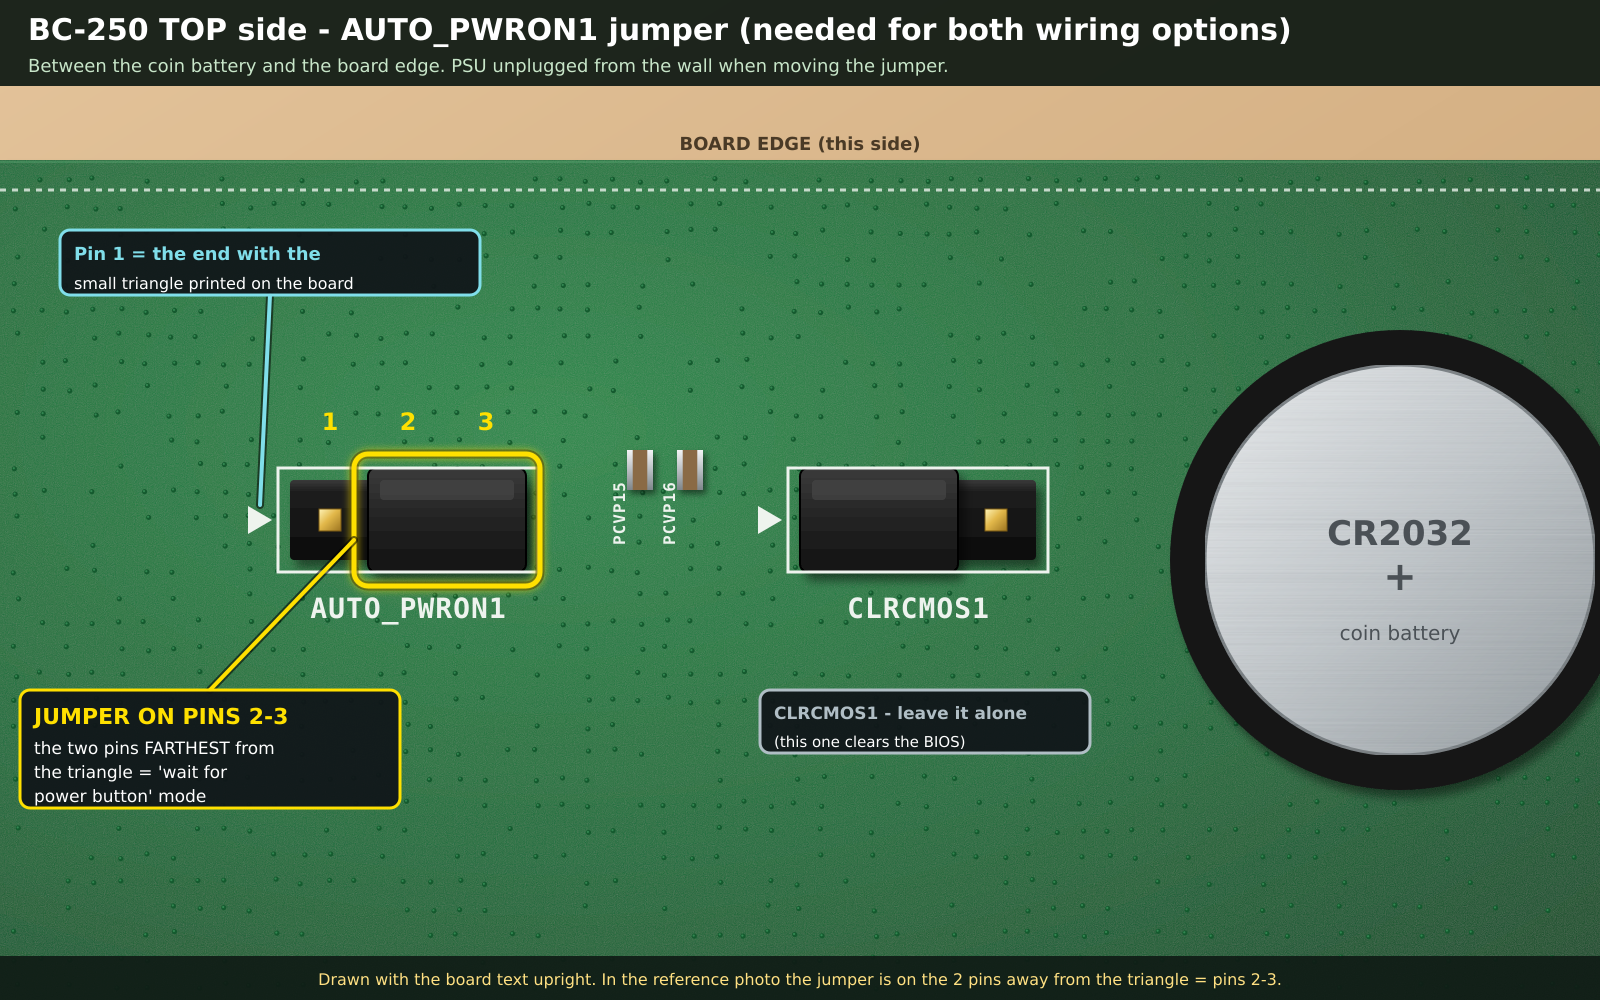 BC-250 TOP side - AUTO_PWRON1 jumper (needed for both wiring options)
Between the coin battery and the board edge. PSU unplugged from the wall when moving the jumper.
BOARD EDGE (this side)
Pin 1 = the end with the
small triangle printed on the board
1 2 3
PCVP15
PCVP16
AUTO_PWRON1
CLRCMOS1
CR2032
+
coin battery
JUMPER ON PINS 2-3
the two pins FARTHEST from
the triangle = 'wait for
power button' mode
CLRCMOS1 - leave it alone
(this one clears the BIOS)
Drawn with the board text upright. In the reference photo the jumper is on the 2 pins away from the triangle = pins 2-3.